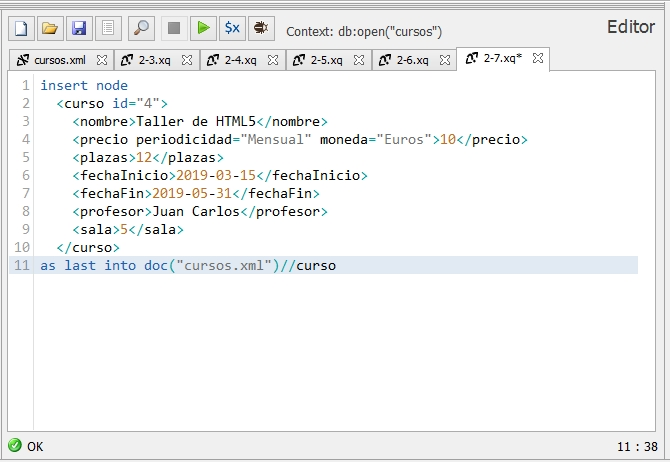 $x
Context: db:open("cursos")
Editor
cursos.xml 2-3.xq 2-4.xq 2-5.xq 2-6.xq 2-7.xq*
1 insert node
2 <curso id="4">
3 <nombre>Taller de HTML5</nombre>
4 <precio periodicidad="Mensual" moneda="Euros">10</precio>
5 <plazas>12</plazas>
6 <fechaInicio>2019-03-15</fechaInicio>
7 <fechaFin>2019-05-31</fechaFin>
8 <profesor>Juan Carlos</profesor>
9 <sala>5</sala>
10 </curso>
11 as last into doc("cursos.xml")//curso
OK 11 : 38